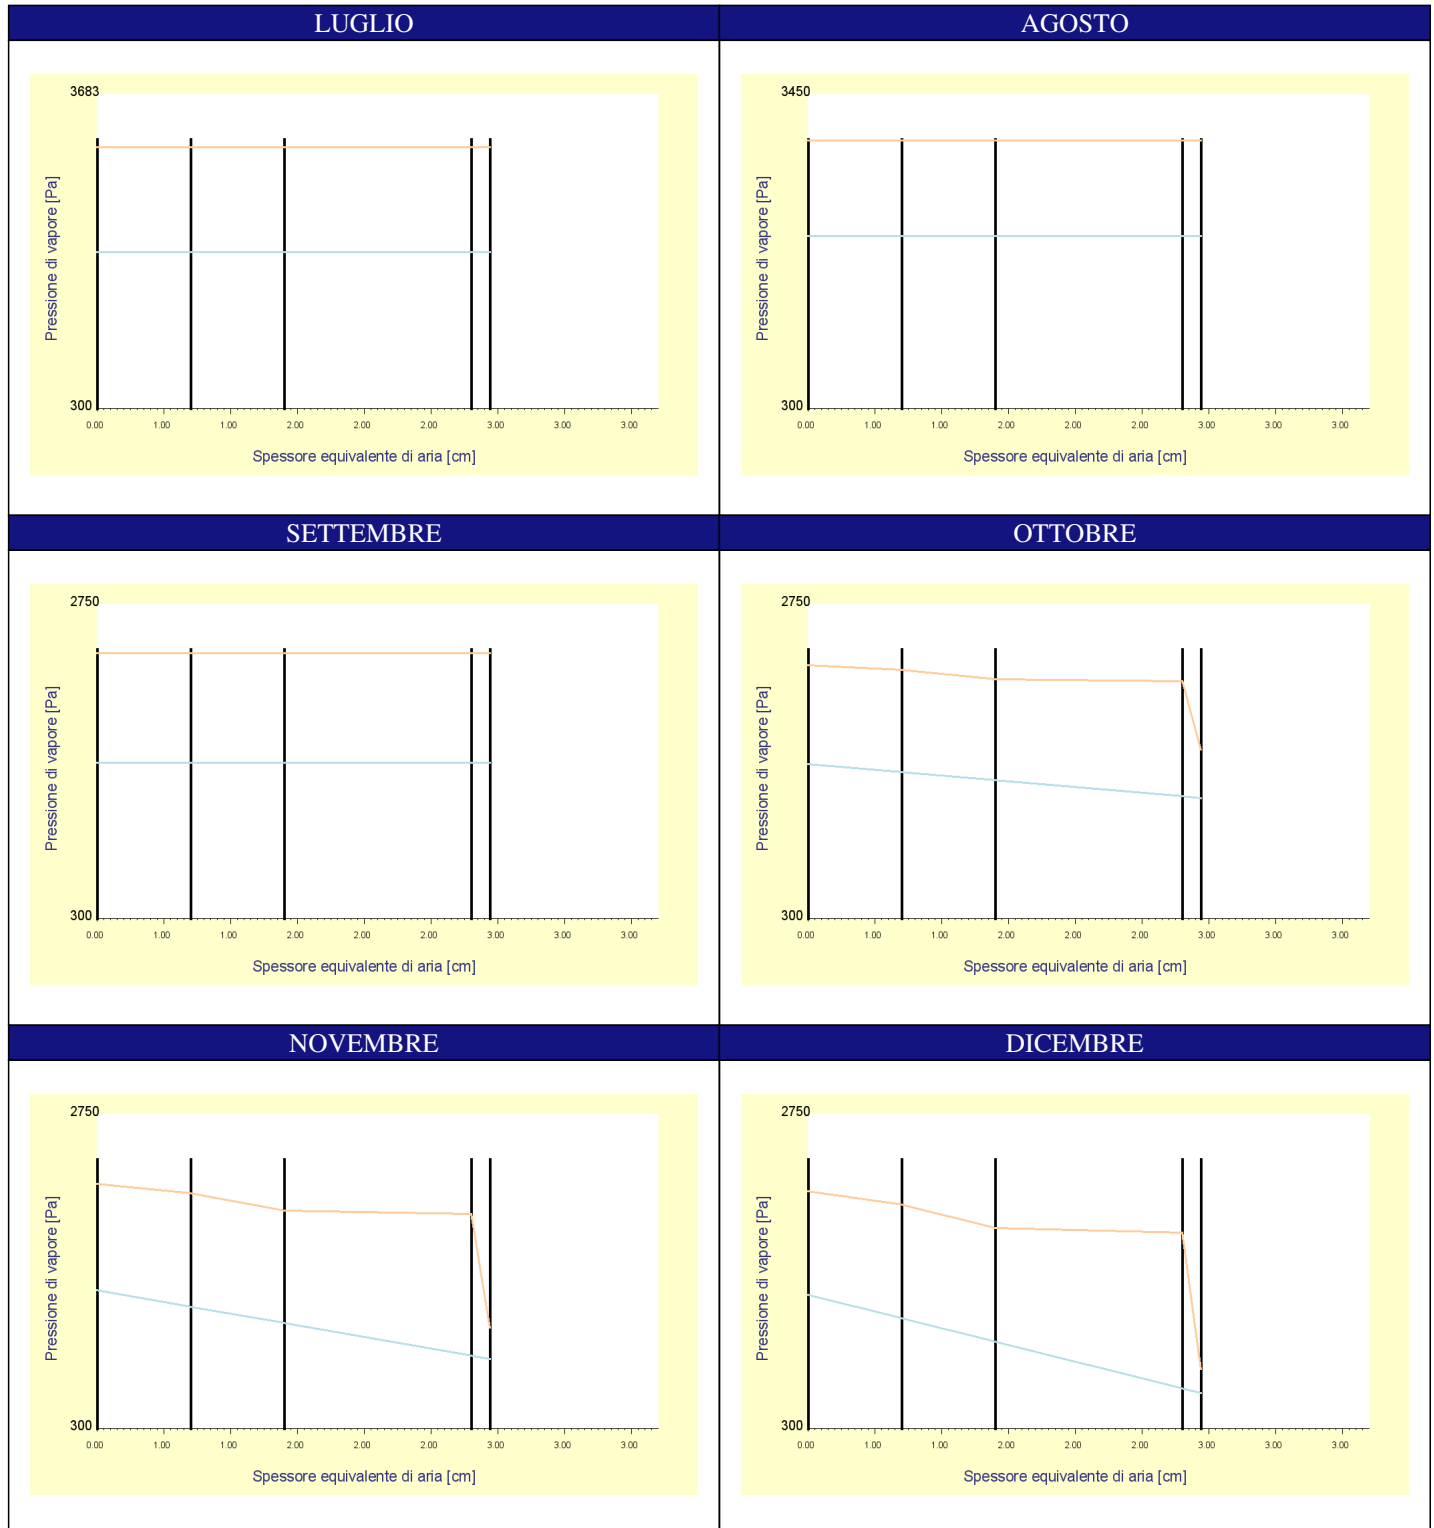 LUGLIO
3683
Pressione di vapore [Pa]
300
0.00 1.00 1.00 2.00 2.00 2.00 3.00 3.00 3.00
Spessore equivalente di aria [cm]
AGOSTO
3450
Pressione di vapore [Pa]
300
0.00 1.00 1.00 2.00 2.00 2.00 3.00 3.00 3.00
Spessore equivalente di aria [cm]
SETTEMBRE
2750
Pressione di vapore [Pa]
300
0.00 1.00 1.00 2.00 2.00 2.00 3.00 3.00 3.00
Spessore equivalente di aria [cm]
OTTOBRE
2750
Pressione di vapore [Pa]
300
0.00 1.00 1.00 2.00 2.00 2.00 3.00 3.00 3.00
Spessore equivalente di aria [cm]
NOVEMBRE
2750
Pressione di vapore [Pa]
300
0.00 1.00 1.00 2.00 2.00 2.00 3.00 3.00 3.00
Spessore equivalente di aria [cm]
DICEMBRE
2750
Pressione di vapore [Pa]
300
0.00 1.00 1.00 2.00 2.00 2.00 3.00 3.00 3.00
Spessore equivalente di aria [cm]